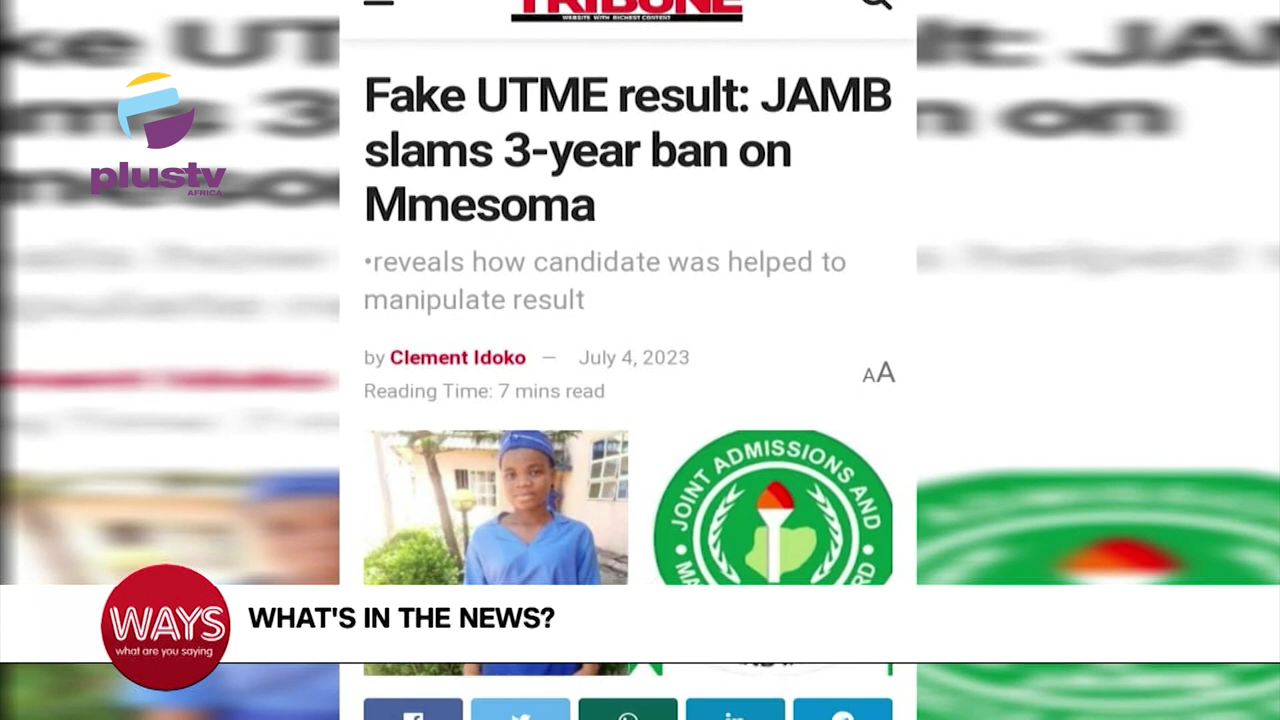 TRIBUNE
WEBSITE WITH RICHEST CONTENT
Fake UTME result: JAMB
slams 3-year ban on
Mmesoma
•reveals how candidate was helped to
manipulate result
by Clement Idoko — July 4, 2023
Reading Time: 7 mins read
AA
plustv
AFRICA
JOINT ADMISSIONS AND
WAYS
what are you saying
WHAT'S IN THE NEWS?